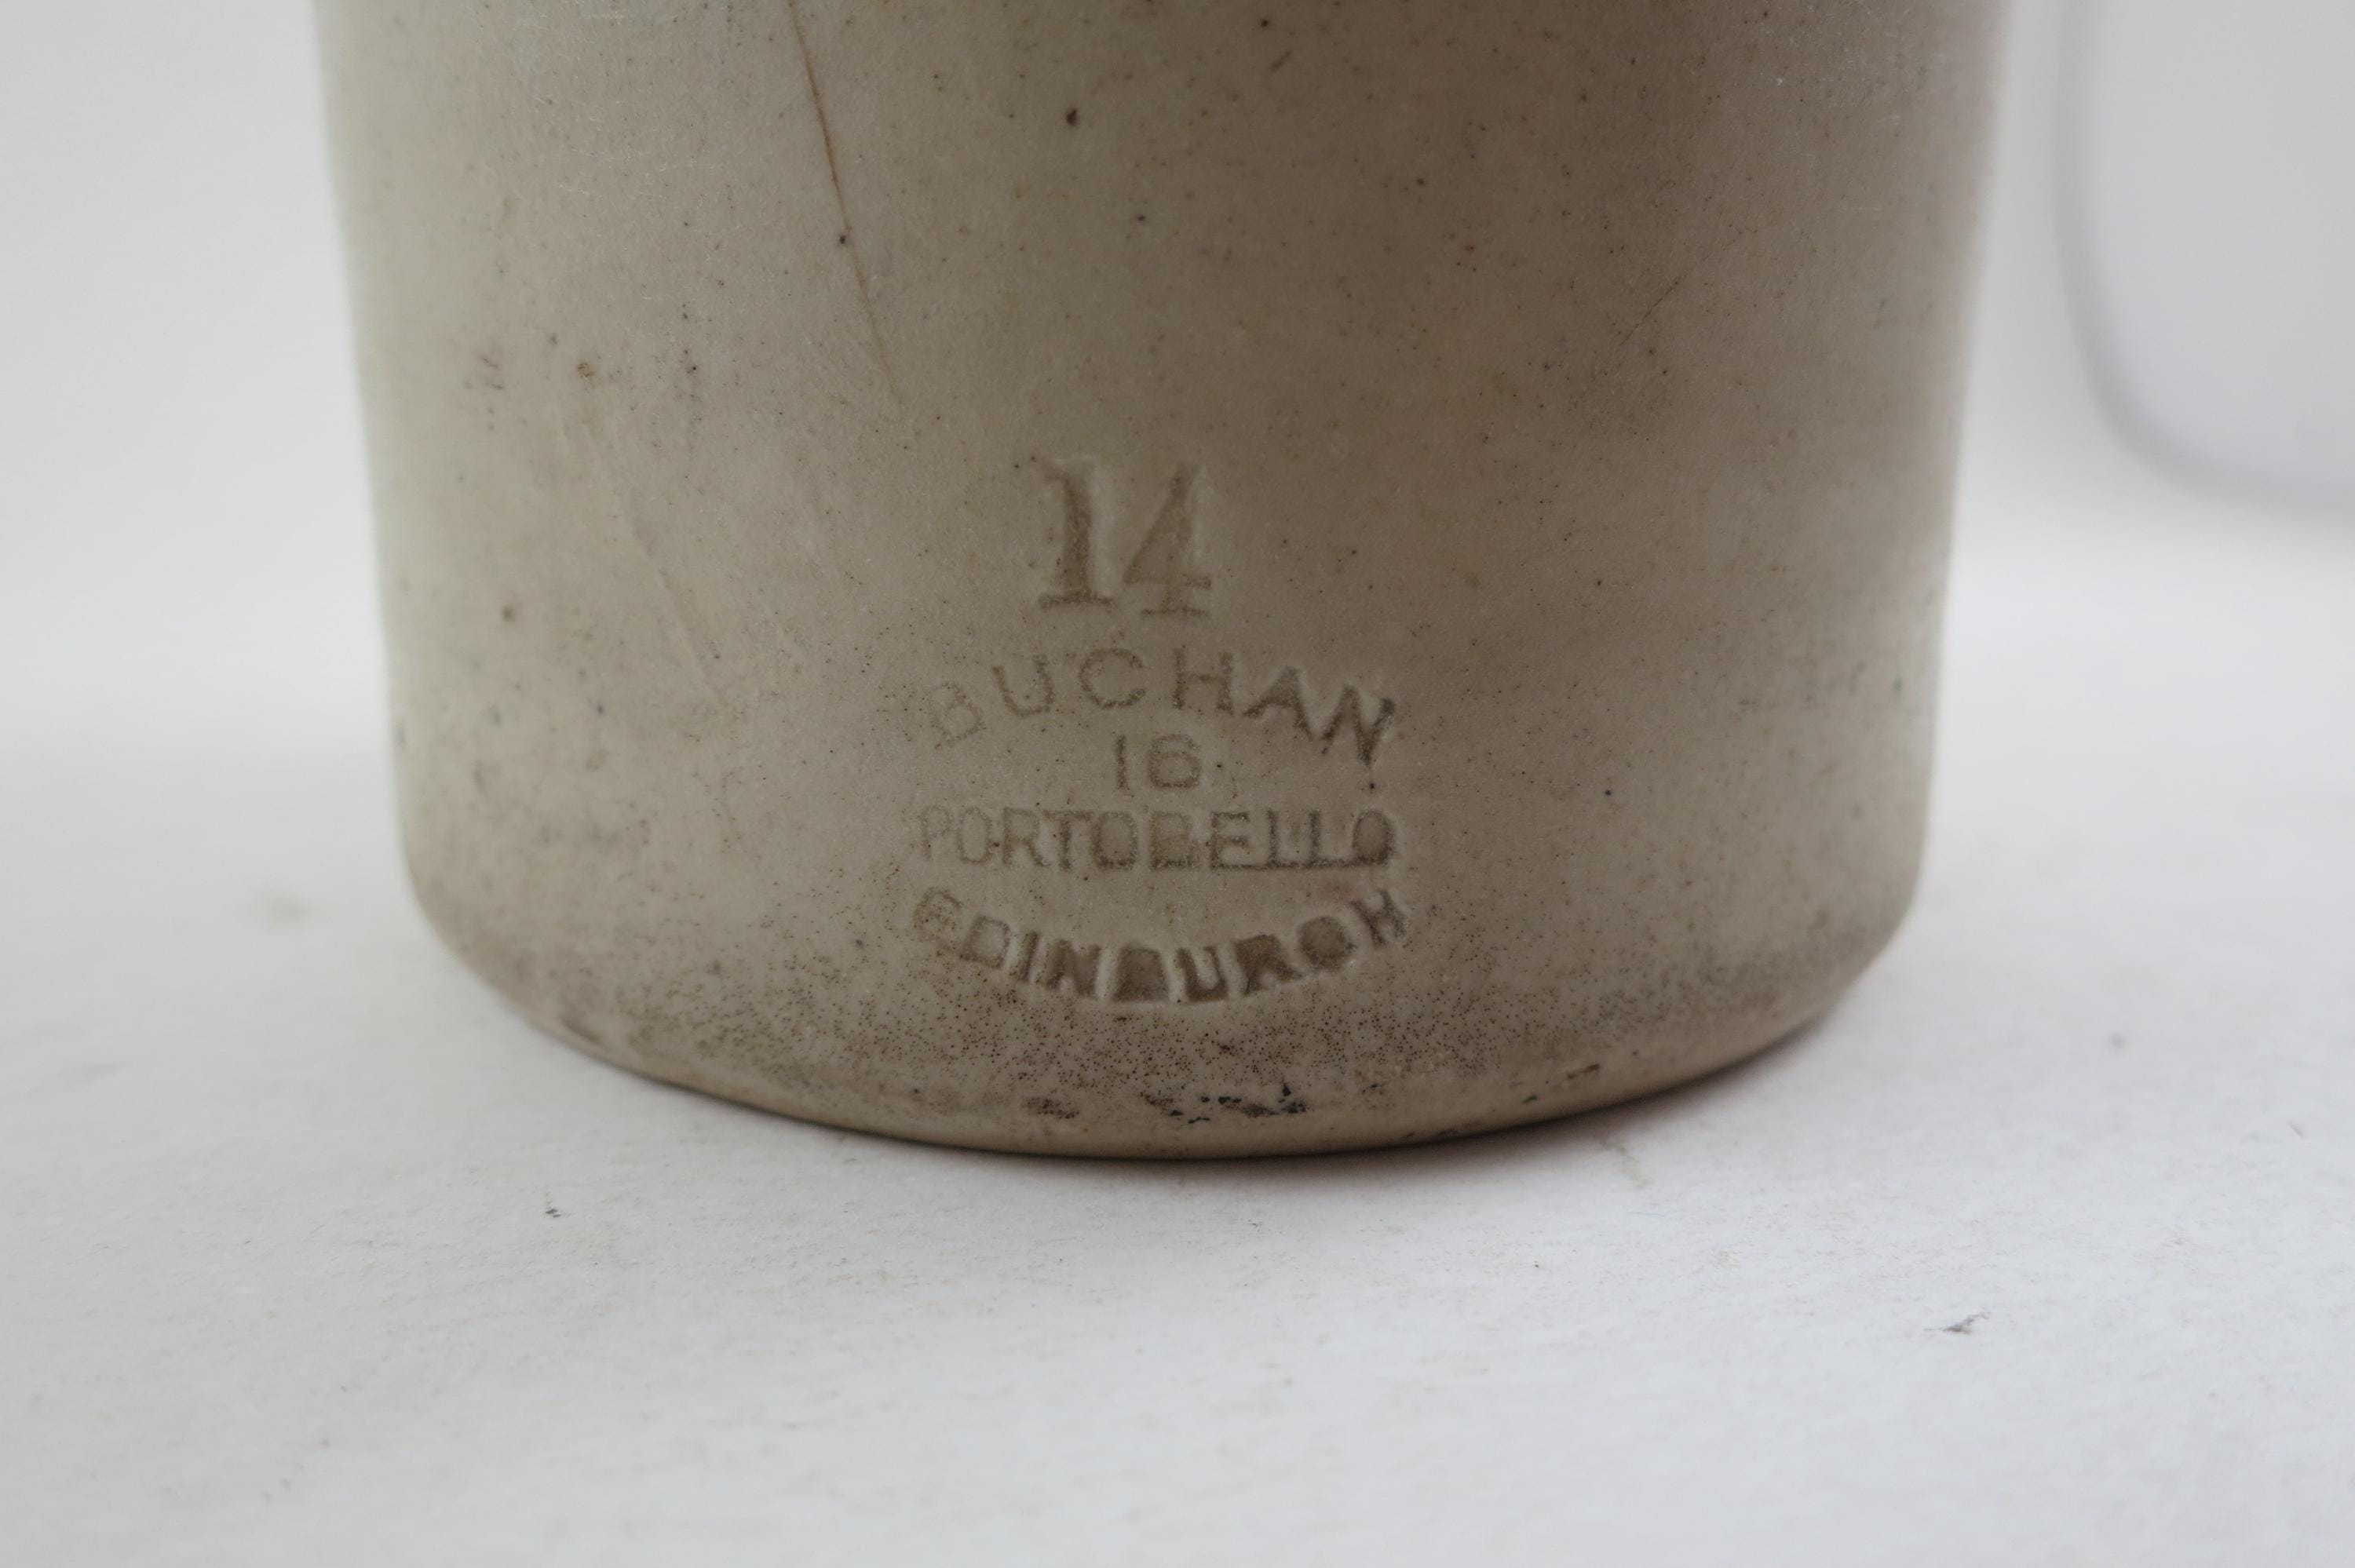 14
BUCHAN
16
PORTOBELLO
EDINBURGH